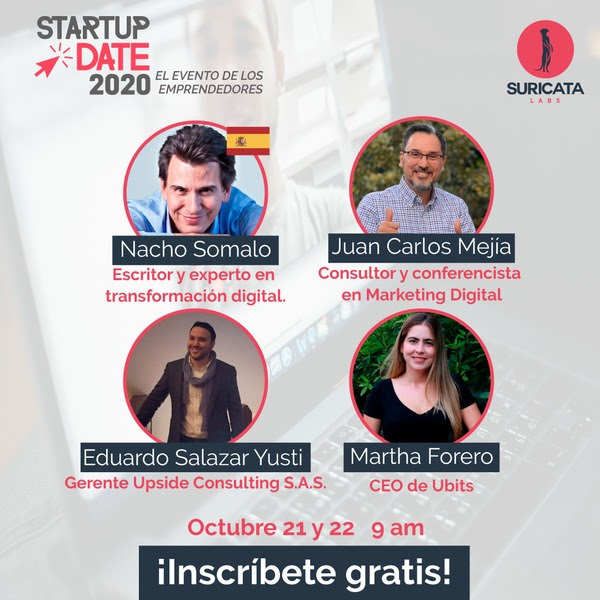 STARTUP
DATE
2020
EL EVENTO DE LOS
EMPRENDEDORES
SURICATA
LABS
Nacho Somalo
Escritor y experto en
transformación digital.
Juan Carlos Mejía
Consultor y conferencista
en Marketing Digital
Eduardo Salazar Yusti
Gerente Upside Consulting S.A.S.
Martha Forero
CEO de Ubits
Octubre 21 y 22 9 am
¡Inscríbete gratis!